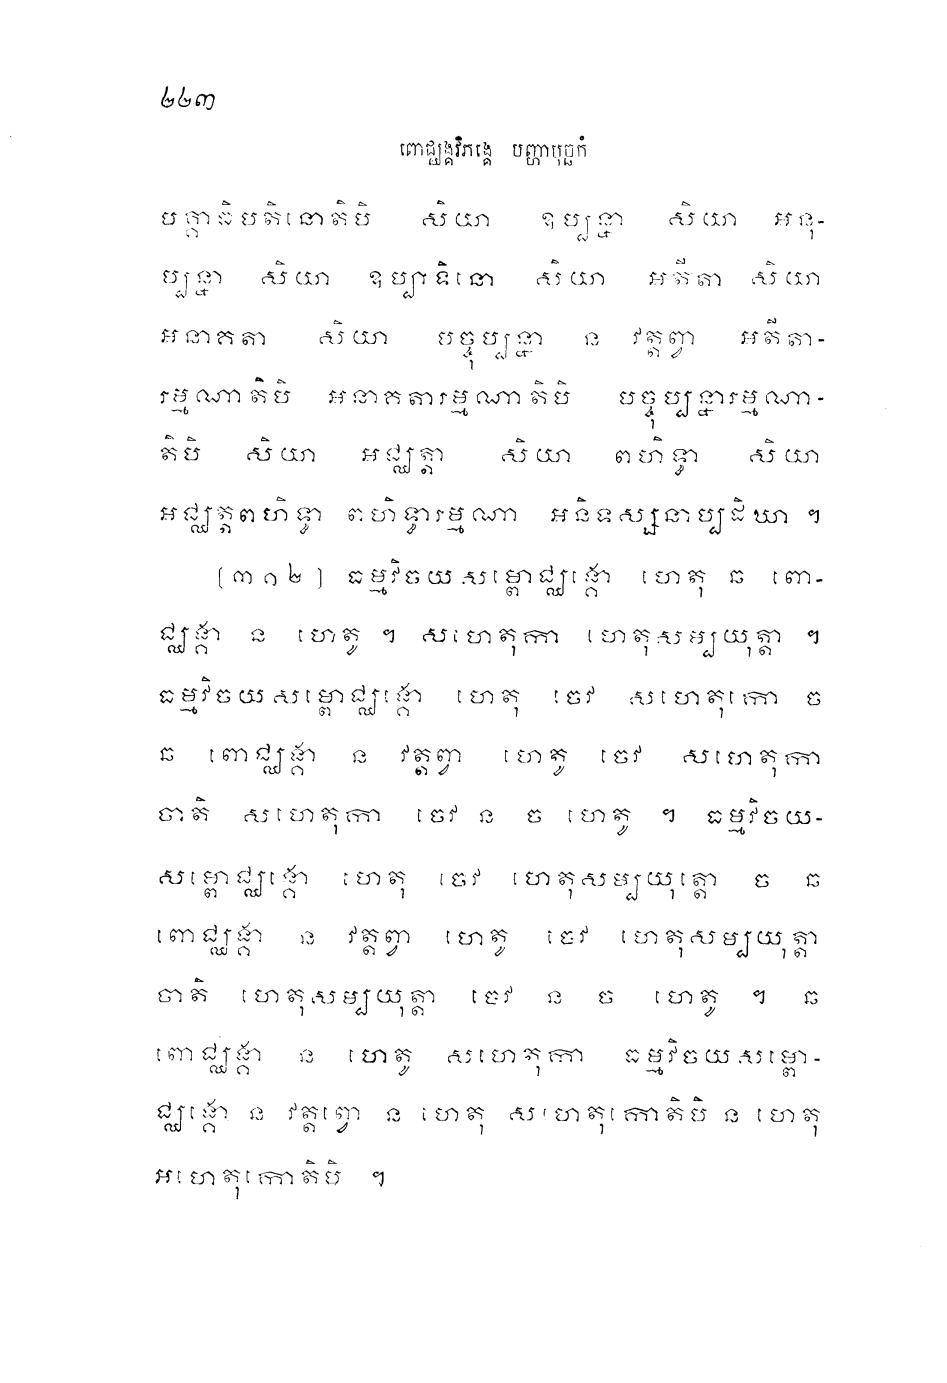 ២២៣
ពោជ្ឈង្គវិភង្គេ បញ្ហាបុច្ឆកំ
មគ្គាធិបតិនោតិបិ សិយា ឧប្បន្នា សិយា អនុ-
ប្បន្នា សិយា ឧប្បាទិនោ សិយា អតីតា សិយា
អនាគតា សិយា បច្ចុប្បន្នា ន វត្តព្វា អតីតា-
រម្មណាតិបិ អនាគតារម្មណាតិបិ បច្ចុប្បន្នារម្មណា-
តិបិ សិយា អជ្ឈត្តា សិយា ពហិទ្ធា សិយា
អជ្ឈត្តពហិទ្ធា ពហិទ្ធារម្មណា អនិទស្សនាប្បដិឃា ។
(៣១២) ធម្មវិចយសម្ពោជ្ឈង្គោ ហេតុ ឆ ពោ-
ជ្ឈង្គា ន ហេតូ ។ សហេតុកា ហេតុសម្បយុត្តា ។
ធម្មវិចយសម្ពោជ្ឈង្គោ ហេតុ ចេវ សហេតុកោ ច
ឆ ពោជ្ឈង្គា ន វត្តព្វា ហេតូ ចេវ សហេតុកា
ចាតិ សហេតុកា ចេវ ន ច ហេតូ ។ ធម្មវិចយ-
សម្ពោជ្ឈង្គោ ហេតុ ចេវ ហេតុសម្បយុត្តោ ច ឆ
ពោជ្ឈង្គា ន វត្តព្វា ហេតូ ចេវ ហេតុសម្បយុត្តា
ចាតិ ហេតុសម្បយុត្តា ចេវ ន ច ហេតូ ។ ឆ
ពោជ្ឈង្គា ន ហេតូ សហេតុកា ធម្មវិចយសម្ពោ-
ជ្ឈង្គោ ន វត្តព្វោ ន ហេតុ សហេតុកោតិបិ ន ហេតុ
អហេតុកោតិបិ ។